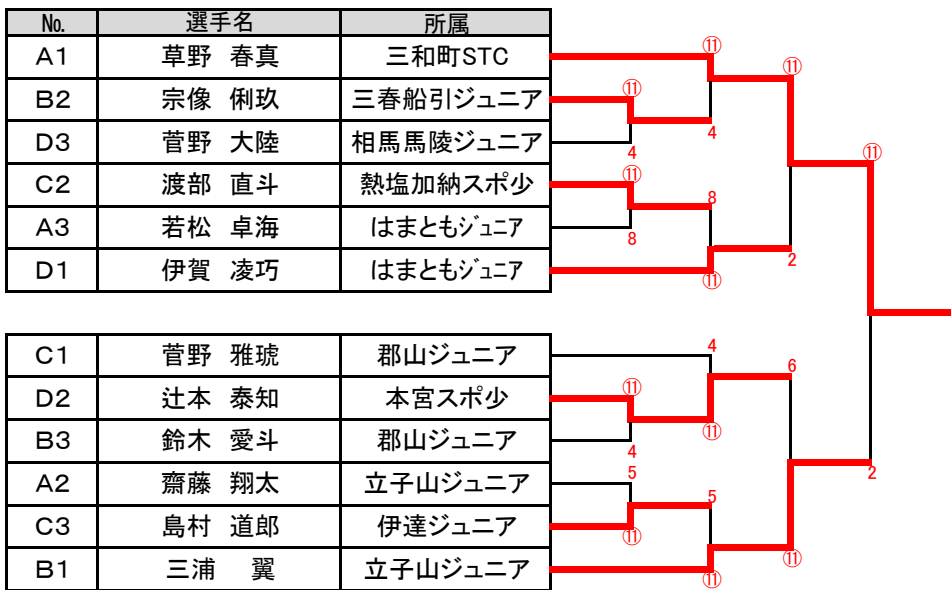 № 選手名 所属
A1 草野 春真 三和町STC
B2 宗像 俐玖 三春船引ジュニア
D3 菅野 大陸 相馬馬陵ジュニア
C2 渡部 直斗 熱塩加納スポ少
A3 若松 卓海 はまともジュニア
D1 伊賀 凌巧 はまともジュニア
⑪
⑪
⑪
4
4
⑪
⑪
8
8
2
⑪
C1 菅野 雅琥 郡山ジュニア
D2 辻本 泰知 本宮スポ少
B3 鈴木 愛斗 郡山ジュニア
A2 齋藤 翔太 立子山ジュニア
C3 島村 道郎 伊達ジュニア
B1 三浦 翼 立子山ジュニア
4
6
⑪
⑪
4
2
5
5
⑪
⑪
⑪